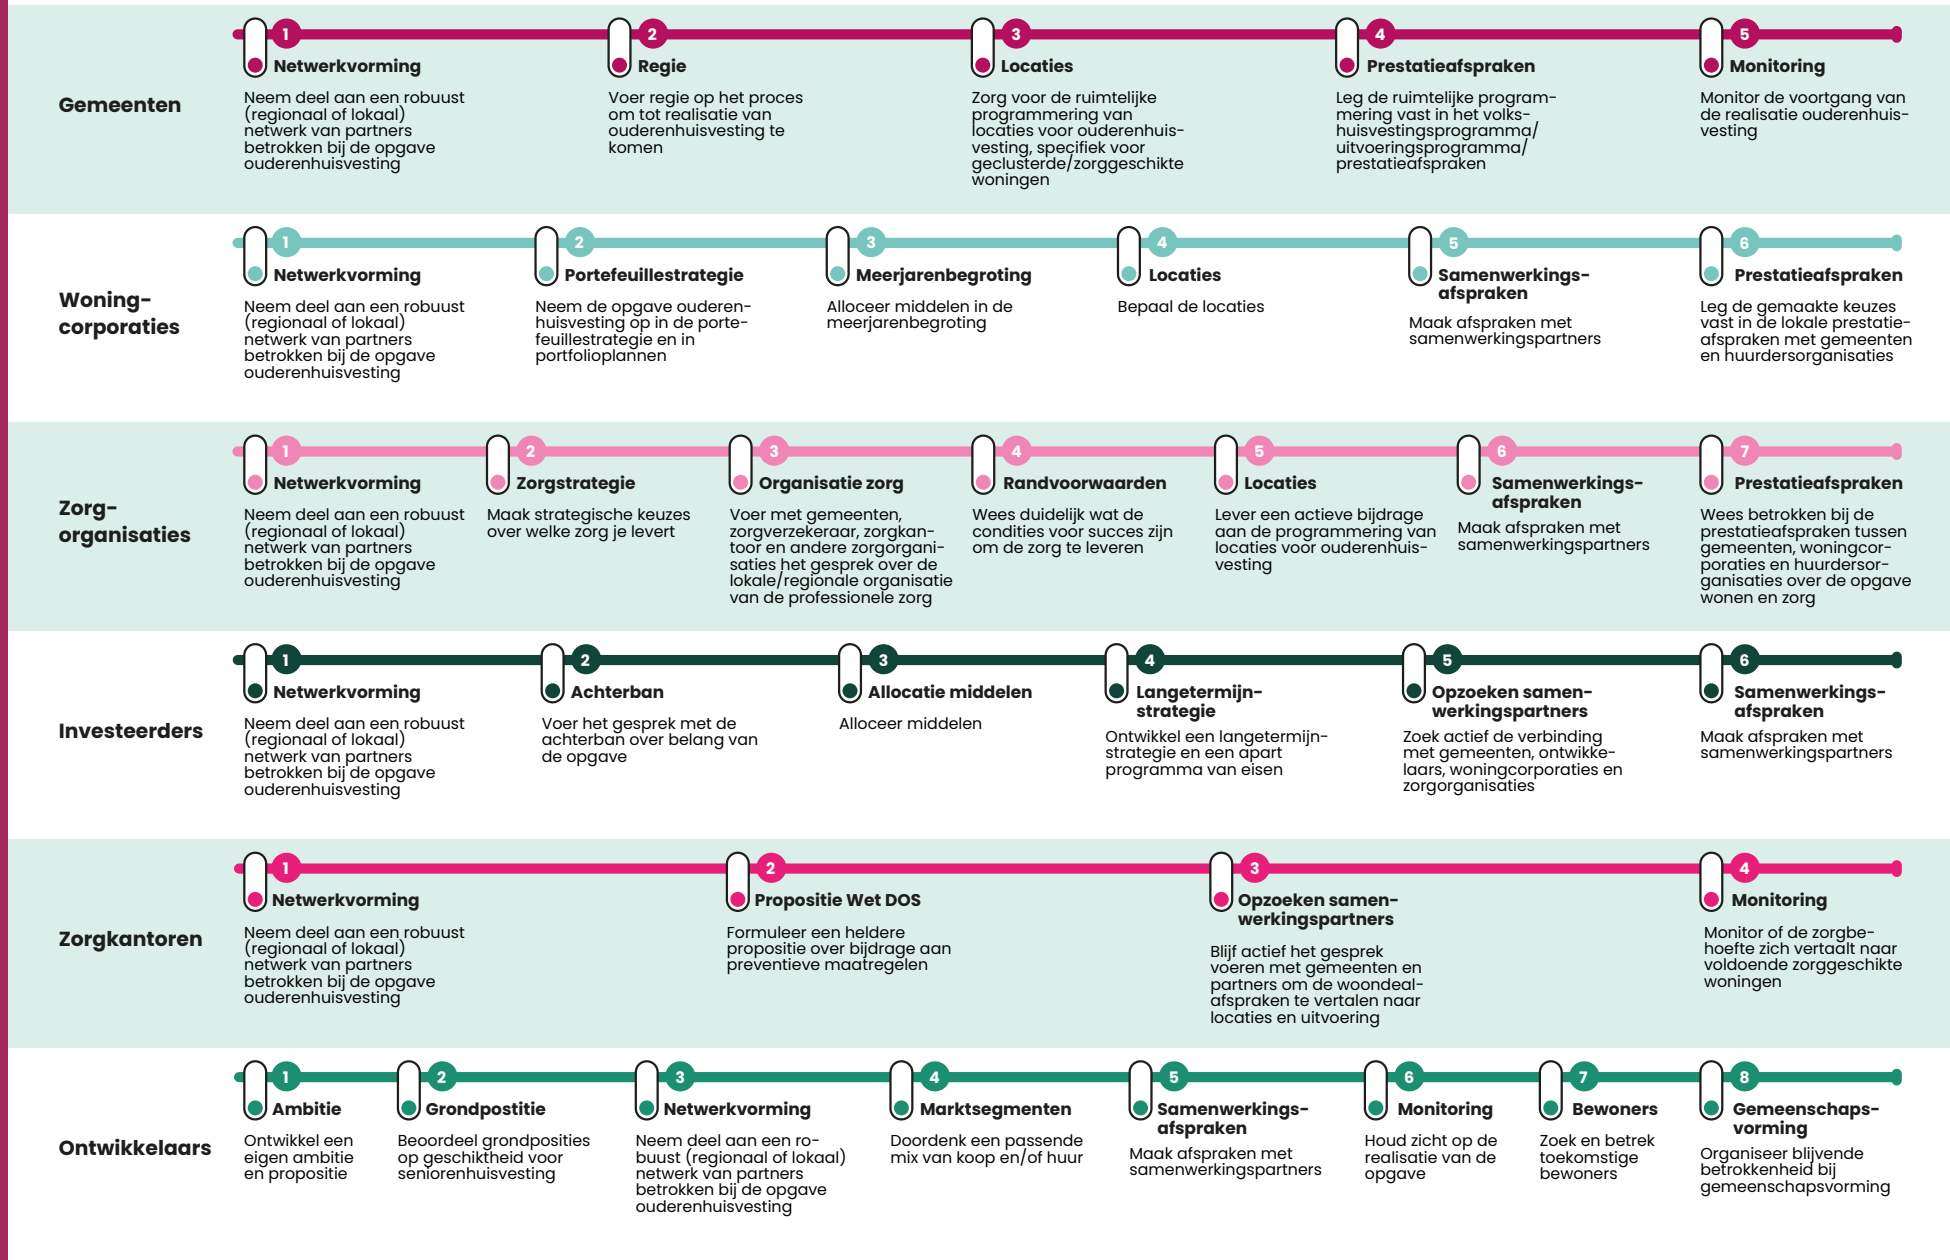 Gemeenten
1
Netwerkvorming
Neem deel aan een robuust
(regionaal of lokaal)
netwerk van partners
betrokken bij de opgave
ouderenhuisvesting
2
Regie
Voer regie op het proces
om tot realisatie van
ouderenhuisvesting te
komen
3
Locaties
Zorg voor de ruimtelijke
programmering van
locaties voor ouderenhuis-
vesting, specifiek voor
geclusterde/zorggeschikte
woningen
4
Prestatieafspraken
Leg de ruimtelijke program-
mering vast in het volks-
huisvestingsprogramma/
uitvoeringsprogramma/
prestatieafspraken
5
Monitoring
Monitor de voortgang van
de realisatie ouderenhuis-
vesting
Woning-
corporaties
1
Netwerkvorming
Neem deel aan een robuust
(regionaal of lokaal)
netwerk van partners
betrokken bij de opgave
ouderenhuisvesting
2
Portefeuillestrategie
Neem de opgave ouderen-
huisvesting op in de porte-
feuillestrategie en in
portfolioplannen
3
Meerjarenbegroting
Alloceer middelen in de
meerjarenbegroting
4
Locaties
Bepaal de locaties
5
Samenwerkings-
afspraken
Maak afspraken met
samenwerkingspartners
6
Prestatieafspraken
Leg de gemaakte keuzes
vast in de lokale prestatie-
afspraken met gemeenten
en huurdersorganisaties
Zorg-
organisaties
1
Netwerkvorming
Neem deel aan een robuust
(regionaal of lokaal)
netwerk van partners
betrokken bij de opgave
ouderenhuisvesting
2
Zorgstrategie
Maak strategische keuzes
over welke zorg je levert
3
Organisatie zorg
Voer met gemeenten,
zorgverzekeraar, zorgkan-
toor en andere zorgorgani-
saties het gesprek over de
lokale/regionale organisatie
van de professionele zorg
4
Randvoorwaarden
Wees duidelijk wat de
condities voor succes zijn
om de zorg te leveren
5
Locaties
Lever een actieve bijdrage
aan de programmering van
locaties voor ouderenhuis-
vesting
6
Samenwerkings-
afspraken
Maak afspraken met
samenwerkingspartners
7
Prestatieafspraken
Wees betrokken bij de
prestatieafspraken tussen
gemeenten, woningcor-
poraties en huurdersor-
ganisaties over de opgave
wonen en zorg
Investeerders
1
Netwerkvorming
Neem deel aan een robuust
(regionaal of lokaal)
netwerk van partners
betrokken bij de opgave
ouderenhuisvesting
2
Achterban
Voer het gesprek met de
achterban over belang van
de opgave
3
Allocatie middelen
Alloceer middelen
4
Langetermijn-
strategie
Ontwikkel een langetermijn-
strategie en een apart
programma van eisen
5
Opzoeken samen-
werkingspartners
Zoek actief de verbinding
met gemeenten, ontwikke-
laars, woningcorporaties en
zorgorganisaties
6
Samenwerkings-
afspraken
Maak afspraken met
samenwerkingspartners
Zorgkantoren
1
Netwerkvorming
Neem deel aan een robuust
(regionaal of lokaal)
netwerk van partners
betrokken bij de opgave
ouderenhuisvesting
2
Propositie Wet DOS
Formuleer een heldere
propositie over bijdrage aan
preventieve maatregelen
3
Opzoeken samen-
werkingspartners
Blijf actief het gesprek
voeren met gemeenten en
partners om de woondeal-
afspraken te vertalen naar
locaties en uitvoering
4
Monitoring
Monitor of de zorgbe-
hoefte zich vertaalt naar
voldoende zorggeschikte
woningen
Ontwikkelaars
1
Ambitie
Ontwikkel een
eigen ambitie
en propositie
2
Grondpostitie
Beoordeel grondposities
op geschiktheid voor
seniorenhuisvesting
3
Netwerkvorming
Neem deel aan een ro-
buust (regionaal of lokaal)
netwerk van partners
betrokken bij de opgave
ouderenhuisvesting
4
Marktsegmenten
Doordenk een passende
mix van koop en/of huur
5
Samenwerkings-
afspraken
Maak afspraken met
samenwerkingspartners
6
Monitoring
Houd zicht op de
realisatie van de
opgave
7
Bewoners
Zoek en betrek
toekomstige
bewoners
8
Gemeenschaps-
vorming
Organiseer blijvende
betrokkenheid bij
gemeenschapsvorming